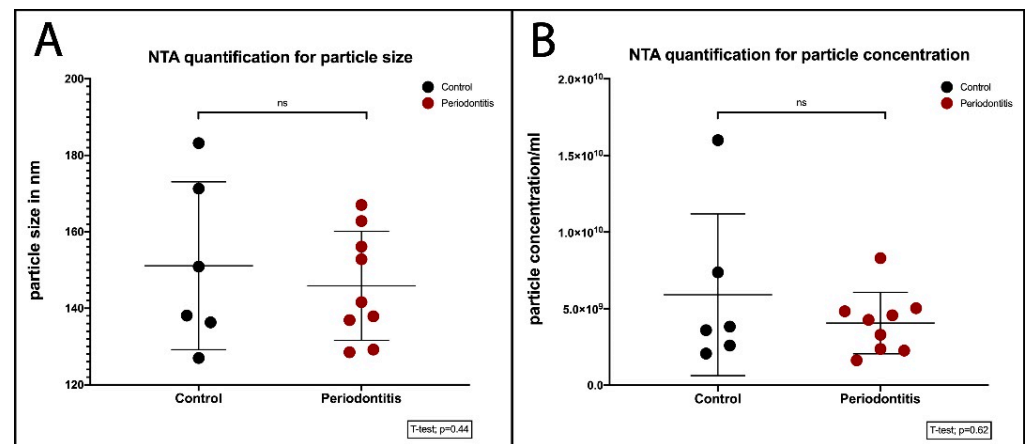 A
NTA quantification for particle size
200
180
160
140
120
particle size in nm
ns
Control
Periodontitis
Control
Periodontitis
T-test; p=0.44
B
NTA quantification for particle concentration
2.0×10¹⁰
1.5×10¹⁰
1.0×10¹⁰
5.0×10⁹
0.0
particle concentration/ml
ns
Control
Periodontitis
Control
Periodontitis
T-test; p=0.62